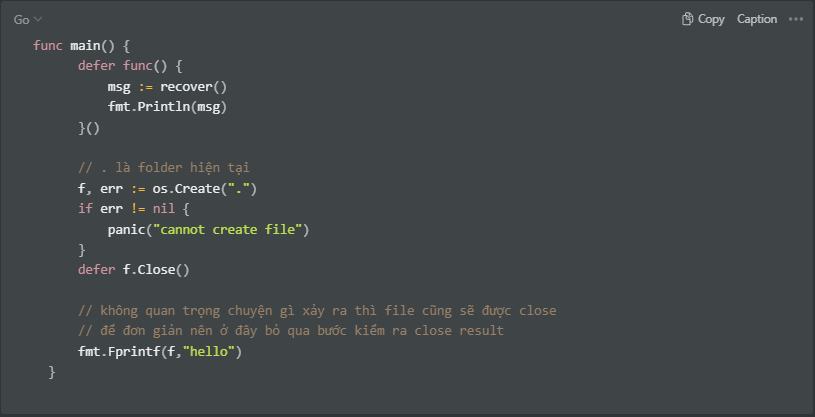 Go
Copy Caption
func main() {
defer func() {
msg := recover()
fmt.Println(msg)
}()
// . là folder hiện tại
f, err := os.Create(".")
if err != nil {
panic("cannot create file")
}
defer f.Close()
// không quan trọng chuyện gì xảy ra thì file cũng sẽ được close
// để đơn giản nên ở đây bỏ qua bước kiểm ra close result
fmt.Fprintf(f,"hello")
}